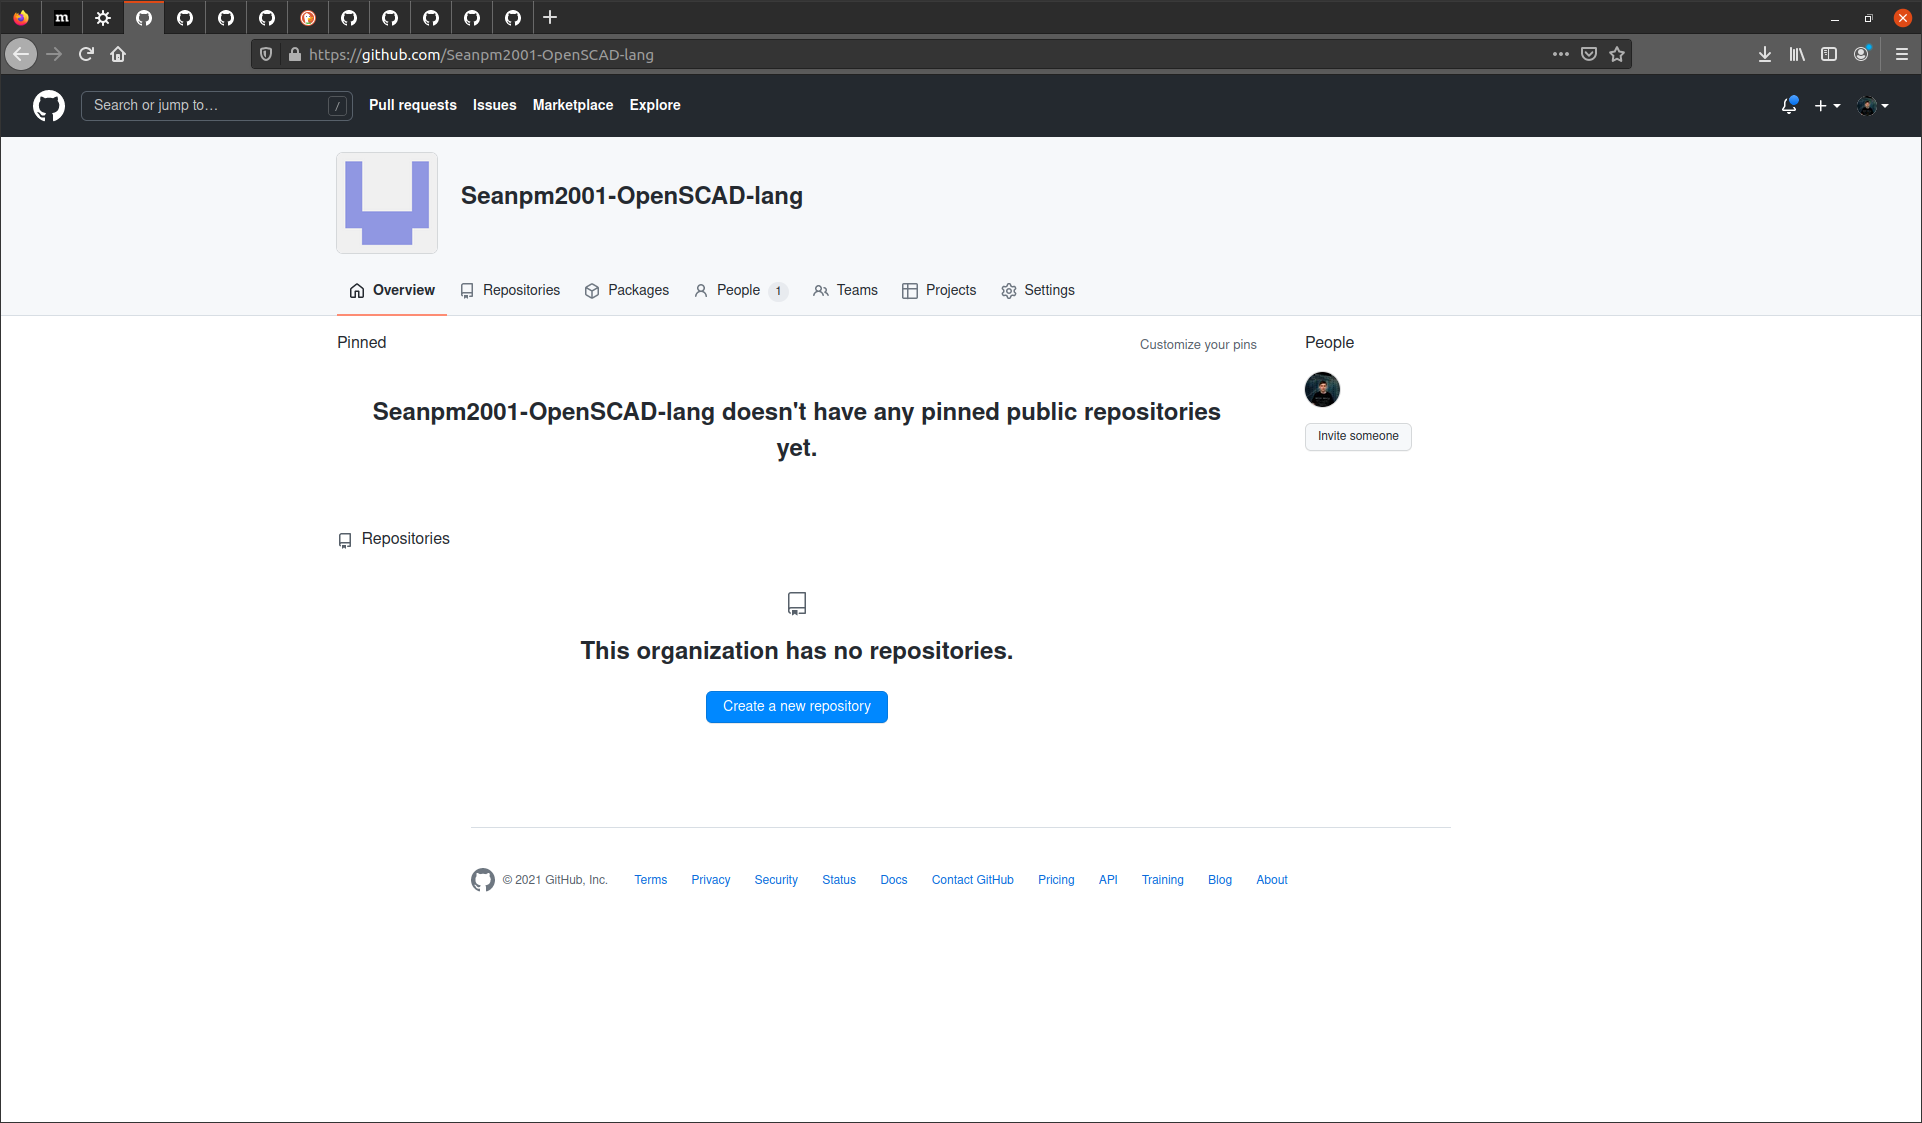 m
https://github.com/Seanpm2001-OpenSCAD-lang
Search or jump to…
/
Pull requests
Issues
Marketplace
Explore
Seanpm2001-OpenSCAD-lang
Overview
Repositories
Packages
People 1
Teams
Projects
Settings
Pinned
Customize your pins
People
Seanpm2001-OpenSCAD-lang doesn't have any pinned public repositories
yet.
Invite someone
Repositories
This organization has no repositories.
Create a new repository
© 2021 GitHub, Inc.
Terms
Privacy
Security
Status
Docs
Contact GitHub
Pricing
API
Training
Blog
About